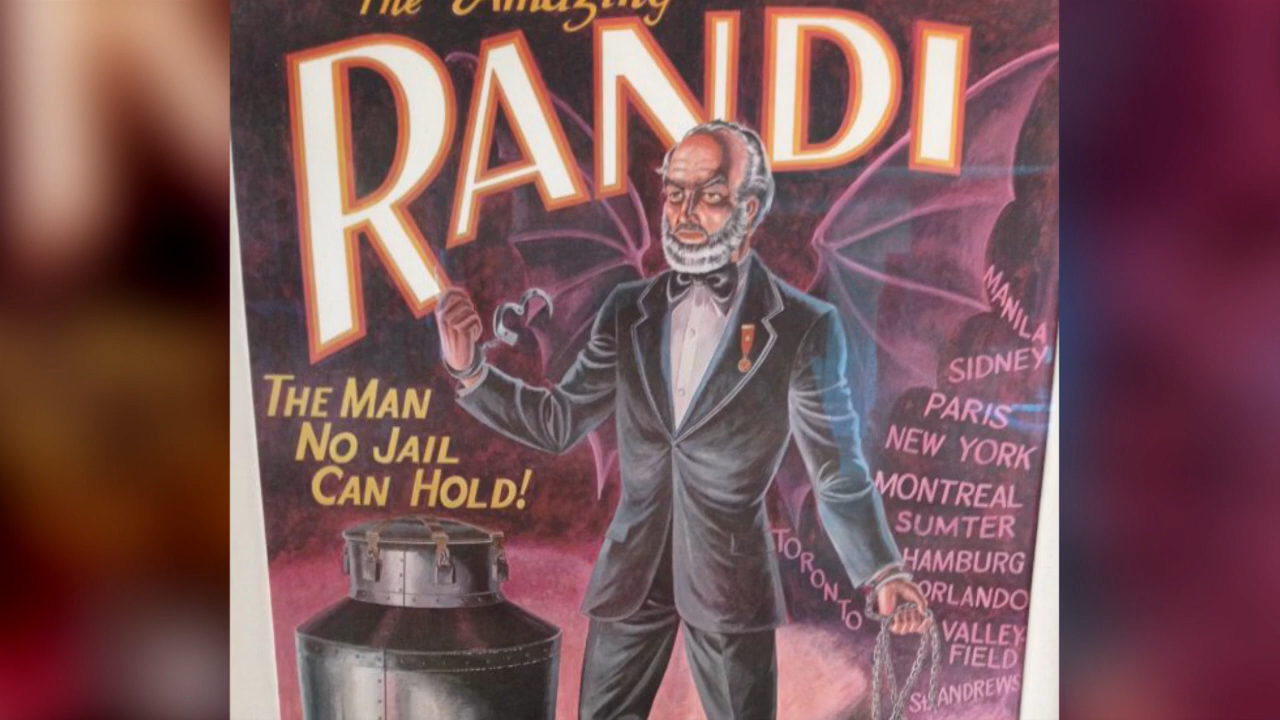 The Amazing
RANDI
THE MAN
NO JAIL
CAN HOLD!
MANILA
SIDNEY
PARIS
NEW YORK
MONTREAL
SUMTER
HAMBURG
ORLANDO
VALLEY
FIELD
ST. ANDREWS
TORONTO